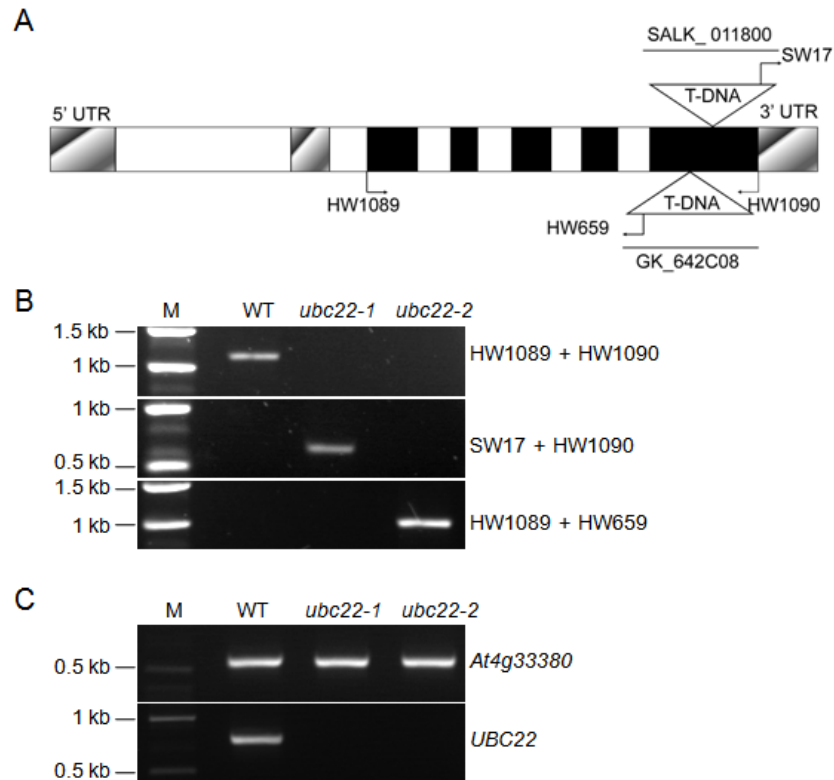 A
SALK_ 011800
SW17
T-DNA
5' UTR
3' UTR
HW1089
T-DNA
HW1090
HW659
GK_642C08
B
M WT ubc22-1 ubc22-2
1.5 kb
1 kb
HW1089 + HW1090
1 kb
0.5 kb
SW17 + HW1090
1.5 kb
1 kb
HW1089 + HW659
C
M WT ubc22-1 ubc22-2
0.5 kb
At4g33380
1 kb
UBC22
0.5 kb